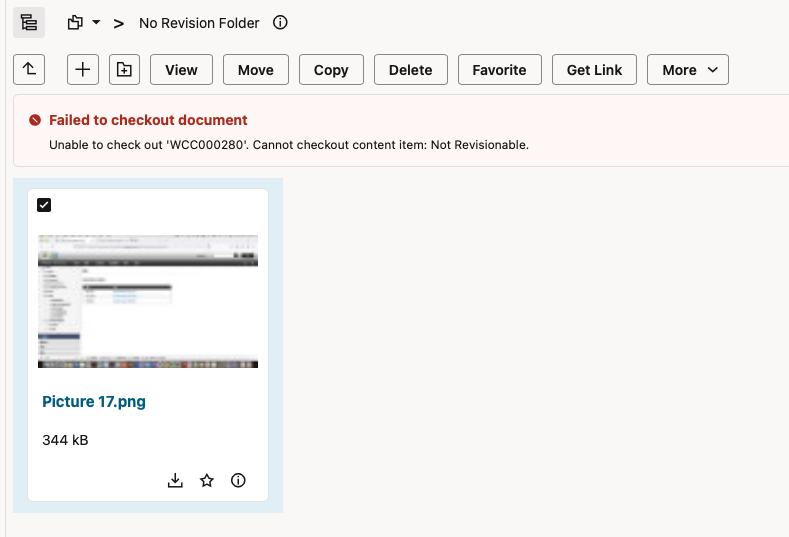 > No Revision Folder
View Move Copy Delete Favorite Get Link More
Failed to checkout document
Unable to check out 'WCC000280'. Cannot checkout content item: Not Revisionable.
Picture 17.png
344 kB